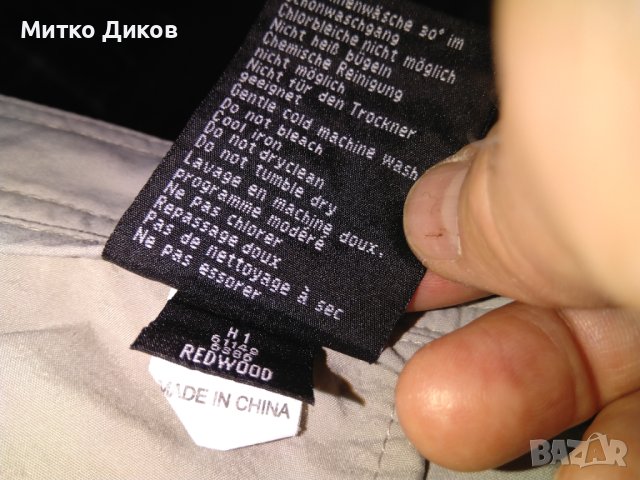 Митко Диков
30° im
Schonwaschgang
Chlorbleiche nicht möglich
Nicht heiß bügeln
Chemische Reinigung
nicht möglich
Nicht für den Trockner
geeignet
Gentle cold machine wash
Do not bleach
Cool iron
Do not dryclean
Do not tumble dry
Lavage en machine doux,
programme modéré
Ne Pas chlorer
Repassage doux
Pas de nettoyage à sec
Ne pas essorer
H1
REDWOOD
MADE IN CHINA
BAZAR